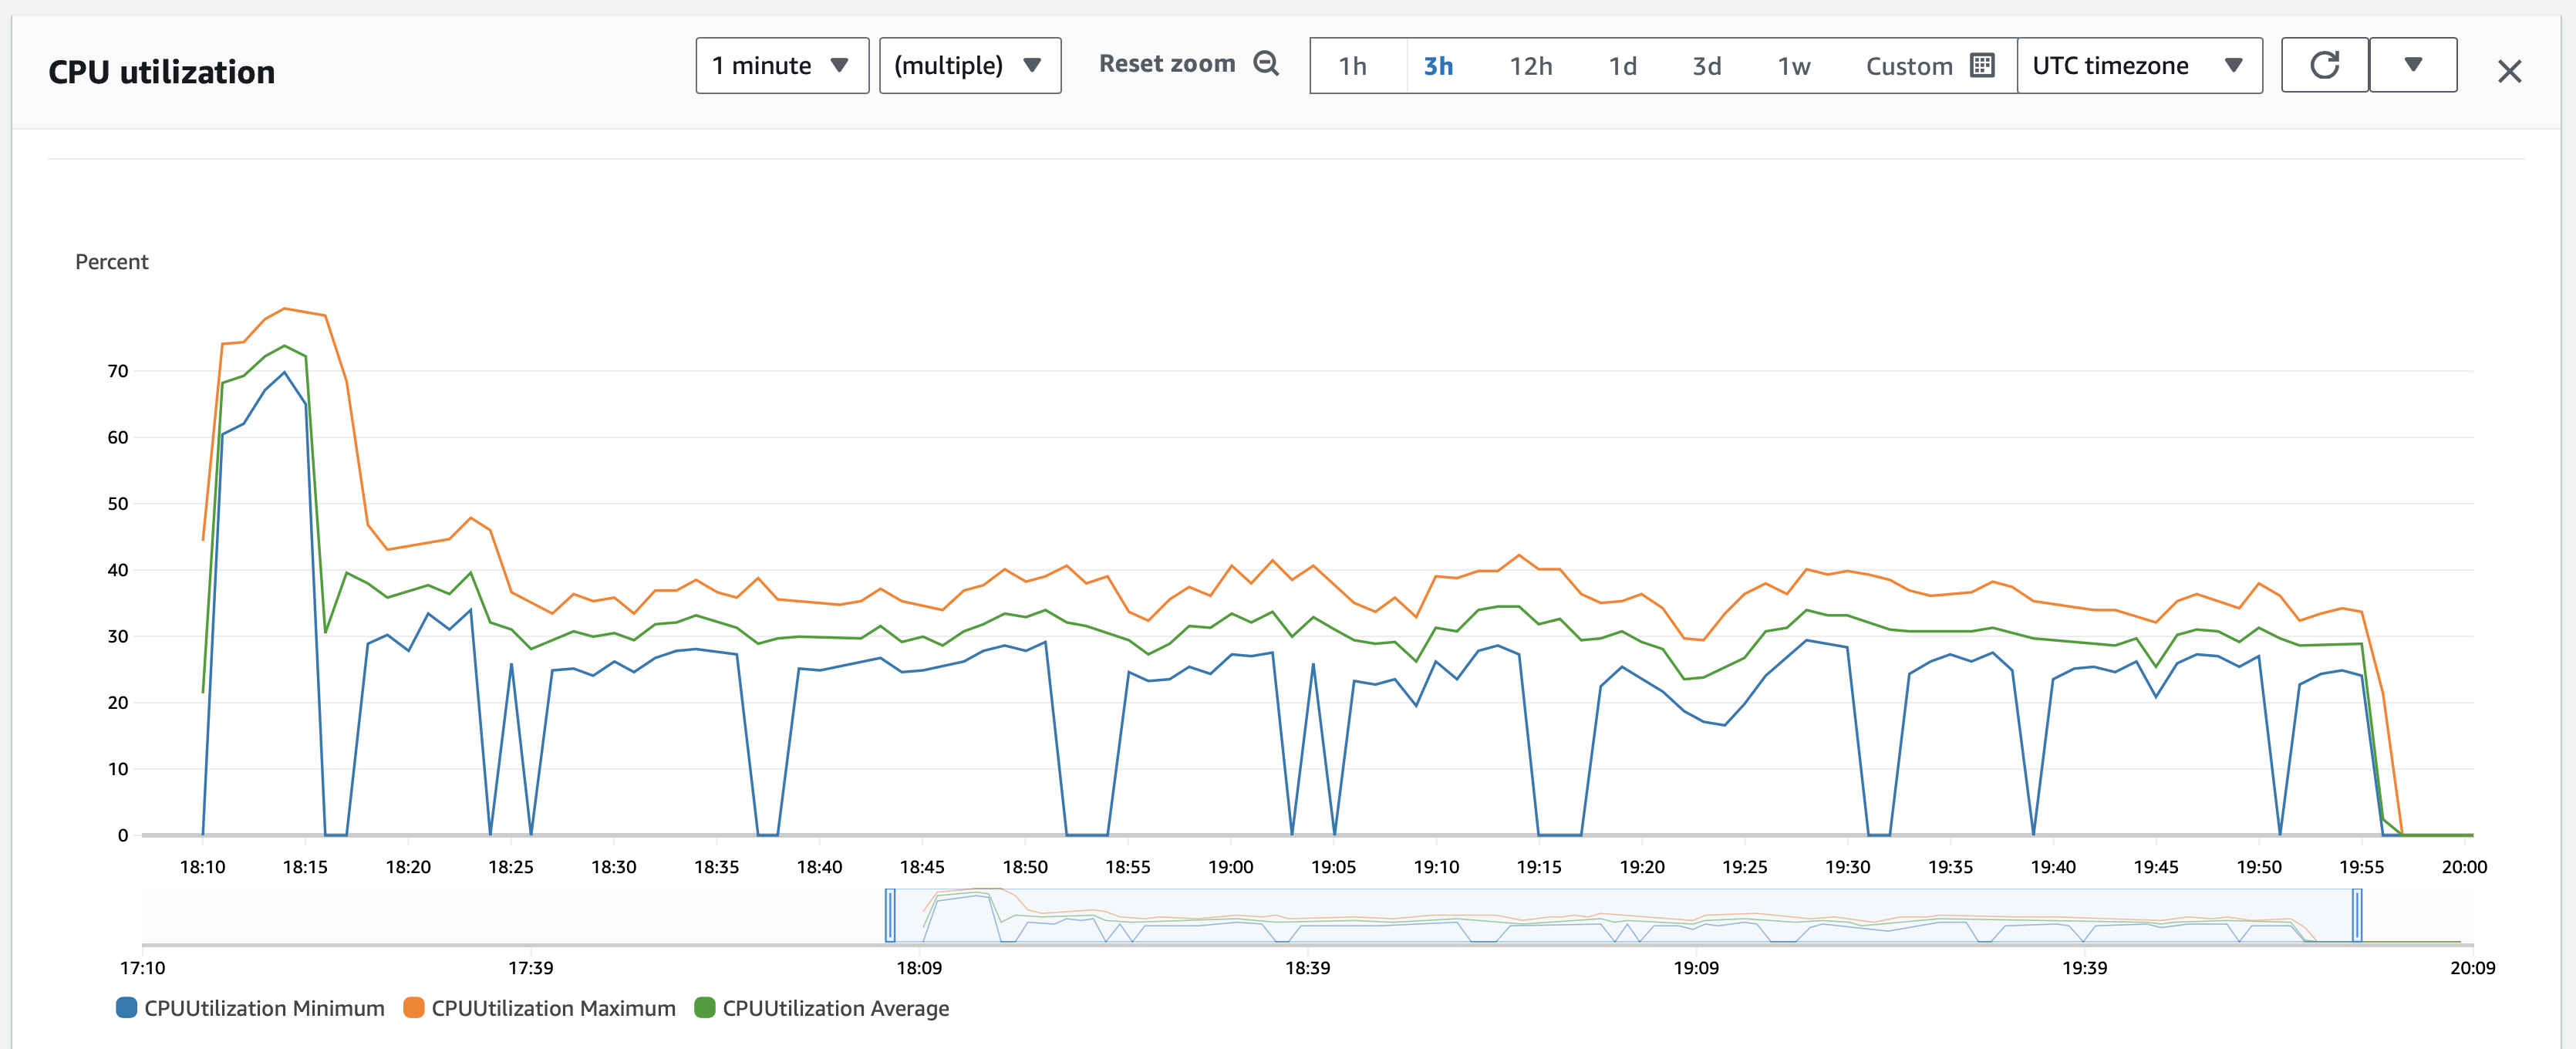 CPU utilization
1 minute
(multiple)
Reset zoom
1h 3h 12h 1d 3d 1w Custom
UTC timezone
Percent
70
60
50
40
30
20
10
0
18:10 18:15 18:20 18:25 18:30 18:35 18:40 18:45 18:50 18:55 19:00 19:05 19:10 19:15 19:20 19:25 19:30 19:35 19:40 19:45 19:50 19:55 20:00
17:10 17:39 18:09 18:39 19:09 19:39 20:09
CPUUtilization Minimum CPUUtilization Maximum CPUUtilization Average